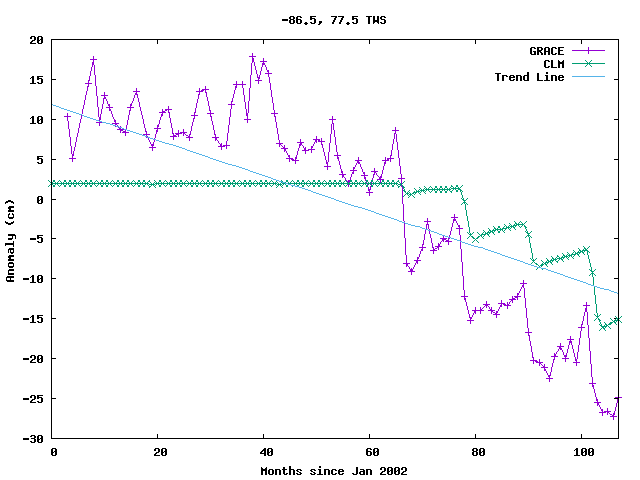 -86.5, 77.5 TWS
GRACE
CLM
Trend Line
20
15
10
5
0
-5
-10
-15
-20
-25
-30
Anomaly (cm)
0 20 40 60 80 100
Months since Jan 2002